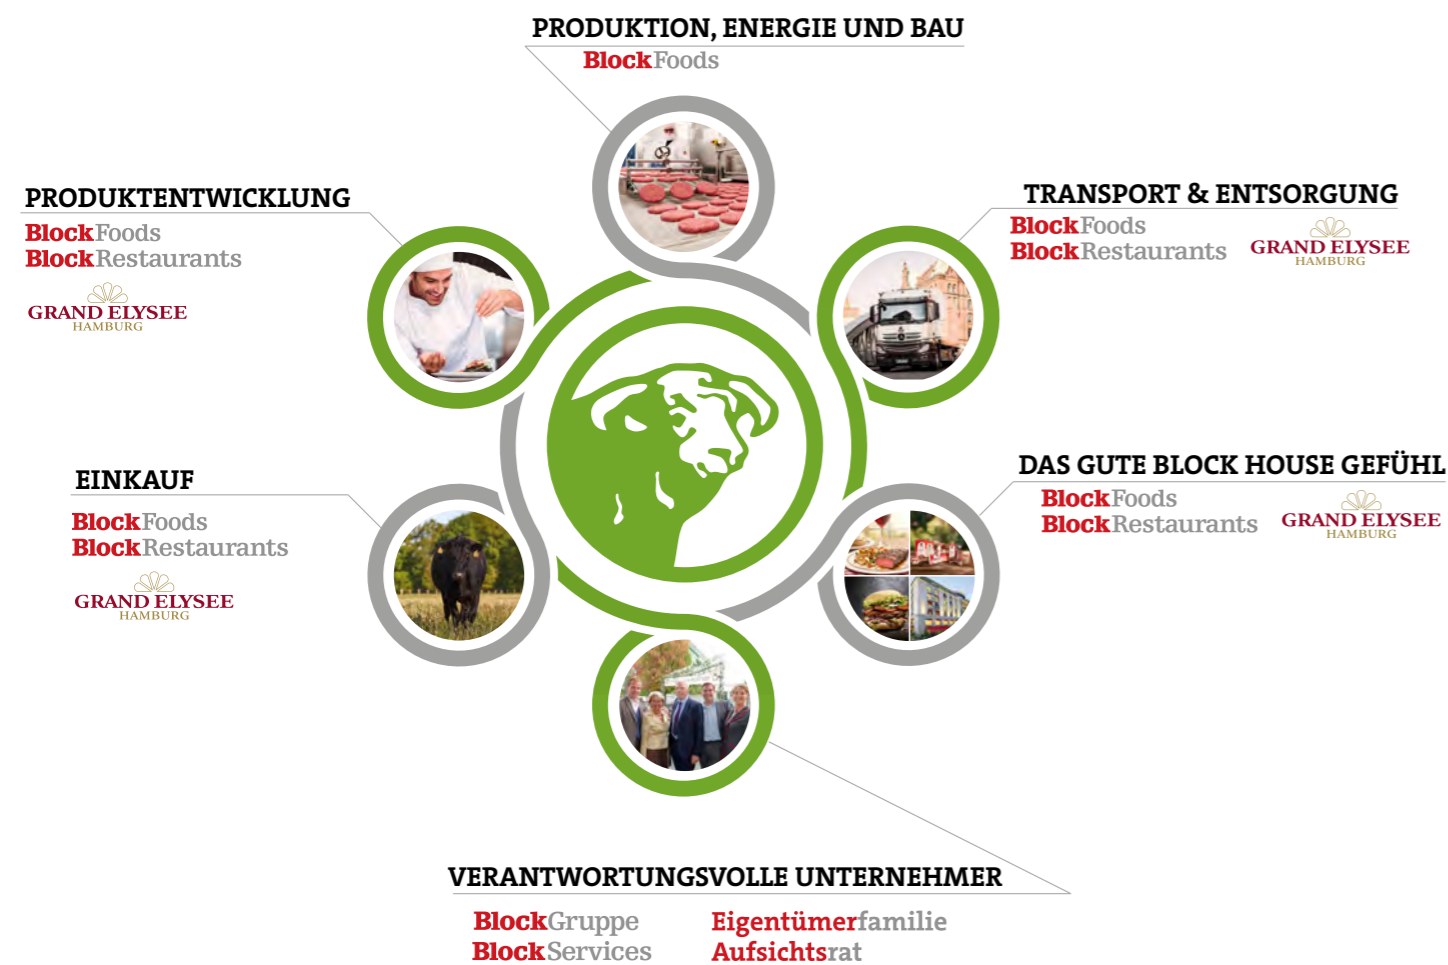 PRODUKTION, ENERGIE UND BAU
BlockFoods
PRODUKTENTWICKLUNG
BlockFoods
BlockRestaurants
GRAND ELYSEE
HAMBURG
TRANSPORT & ENTSORGUNG
BlockFoods
BlockRestaurants
GRAND ELYSEE
HAMBURG
EINKAUF
BlockFoods
BlockRestaurants
GRAND ELYSEE
HAMBURG
DAS GUTE BLOCK HOUSE GEFÜHL
BlockFoods
BlockRestaurants
GRAND ELYSEE
HAMBURG
VERANTWORTUNGSVOLLE UNTERNEHMER
BlockGruppe
BlockServices
Eigentümerfamilie
Aufsichtsrat